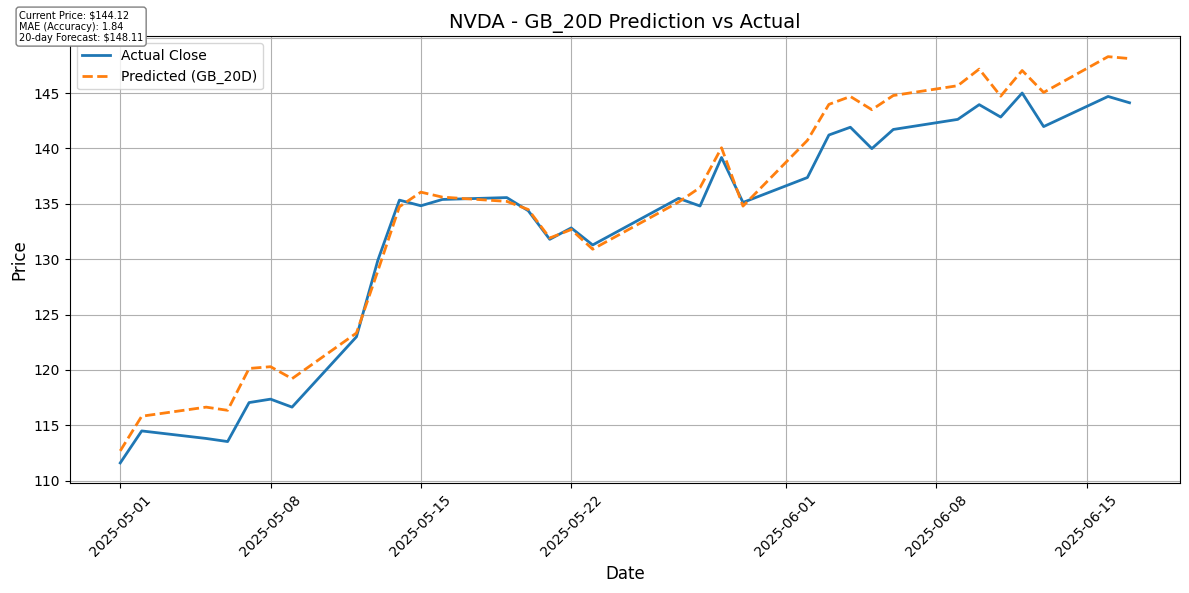 Current Price: $144.12
MAE (Accuracy): 1.84
20-day Forecast: $148.11
NVDA - GB_20D Prediction vs Actual
Actual Close
Predicted (GB_20D)
Price
145
140
135
130
125
120
115
110
2025-05-01
2025-05-08
2025-05-15
2025-05-22
2025-06-01
2025-06-08
2025-06-15
Date